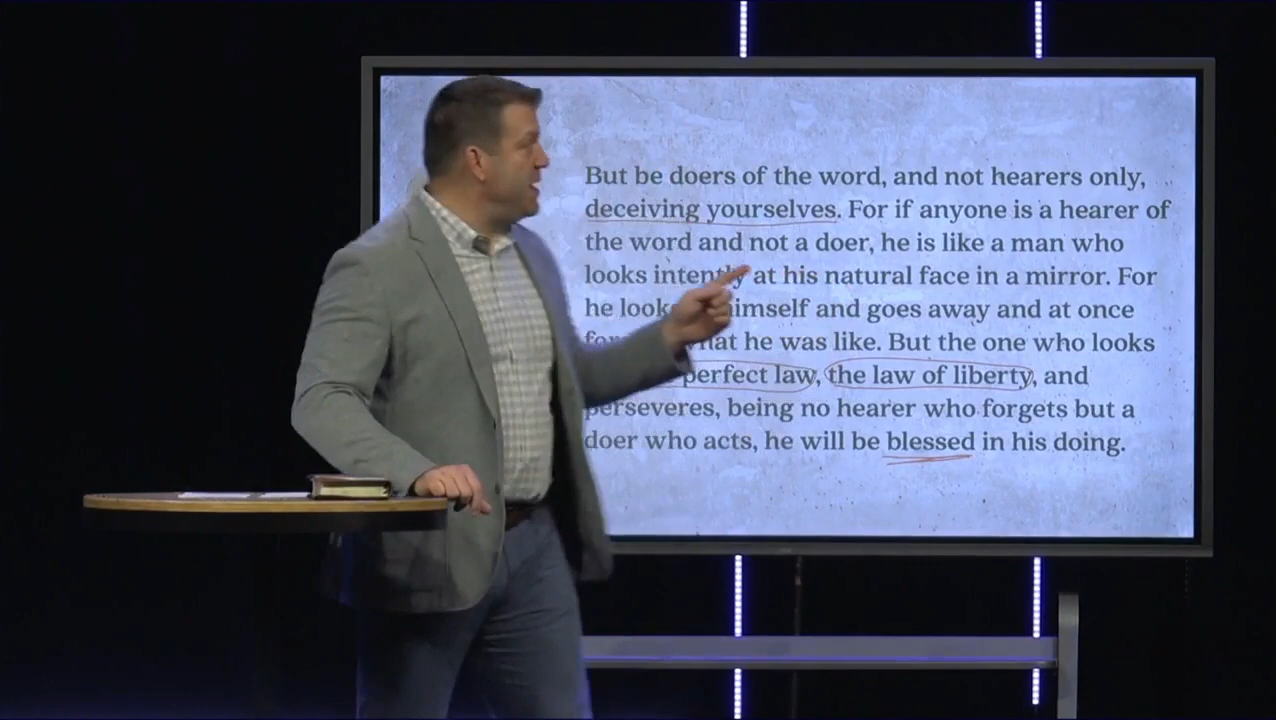 But be doers of the word, and not hearers only,
deceiving yourselves. For if anyone is a hearer of
the word and not a doer, he is like a man who
looks intently at his natural face in a mirror. For
he looks himself and goes away and at once
he was like. But the one who looks
perfect law, the law of liberty, and
perseveres, being no hearer who forgets but a
doer who acts, he will be blessed in his doing.